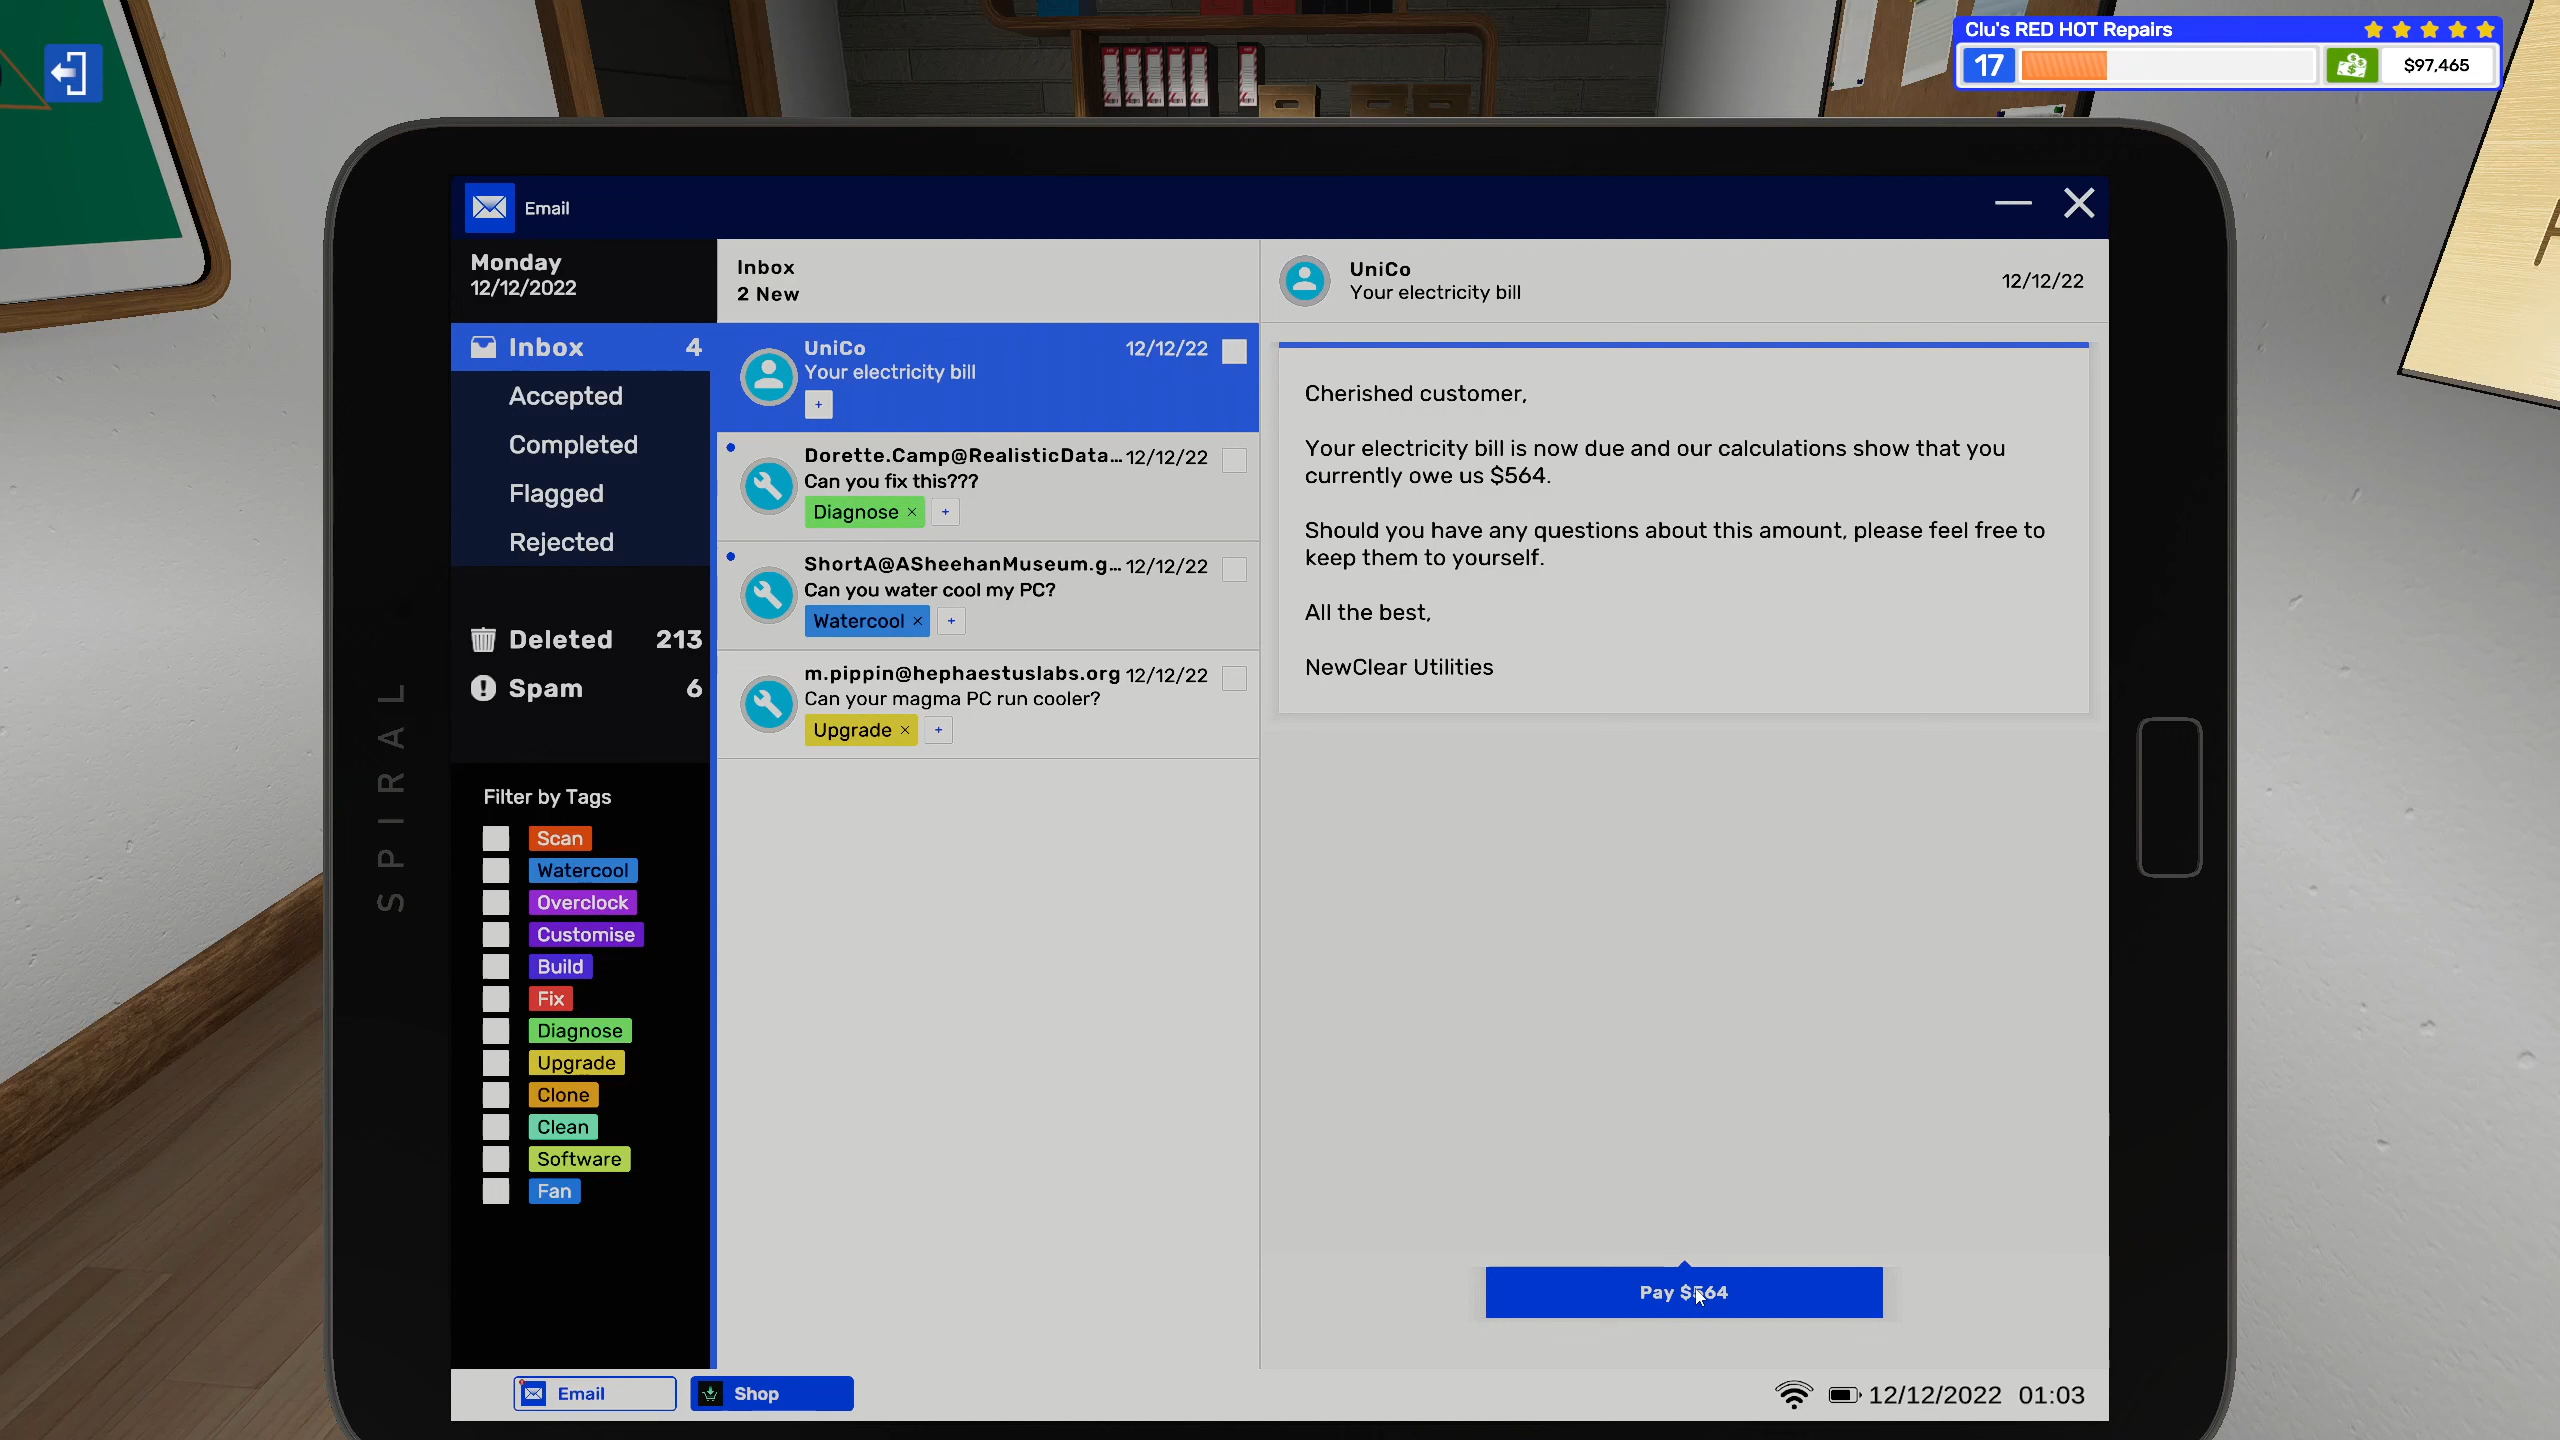 Clu's RED HOT Repairs
17
$97,465
Email
Monday
12/12/2022
Inbox 4
Accepted
Completed
Flagged
Rejected
Deleted 213
Spam 6
Filter by Tags
Scan
Watercool
Overclock
Customise
Build
Fix
Diagnose
Upgrade
Clone
Clean
Software
Fan
Inbox
2 New
UniCo 12/12/22
Your electricity bill
+
Dorette.Camp@RealisticData... 12/12/22
Can you fix this???
Diagnose × +
ShortA@ASheehanMuseum.g... 12/12/22
Can you water cool my PC?
Watercool × +
m.pippin@hephaestuslabs.org 12/12/22
Can your magma PC run cooler?
Upgrade × +
UniCo
Your electricity bill
12/12/22
Cherished customer,
Your electricity bill is now due and our calculations show that you
currently owe us $564.
Should you have any questions about this amount, please feel free to
keep them to yourself.
All the best,
NewClear Utilities
Pay $564
Email
Shop
12/12/2022 01:03
SPIRAL